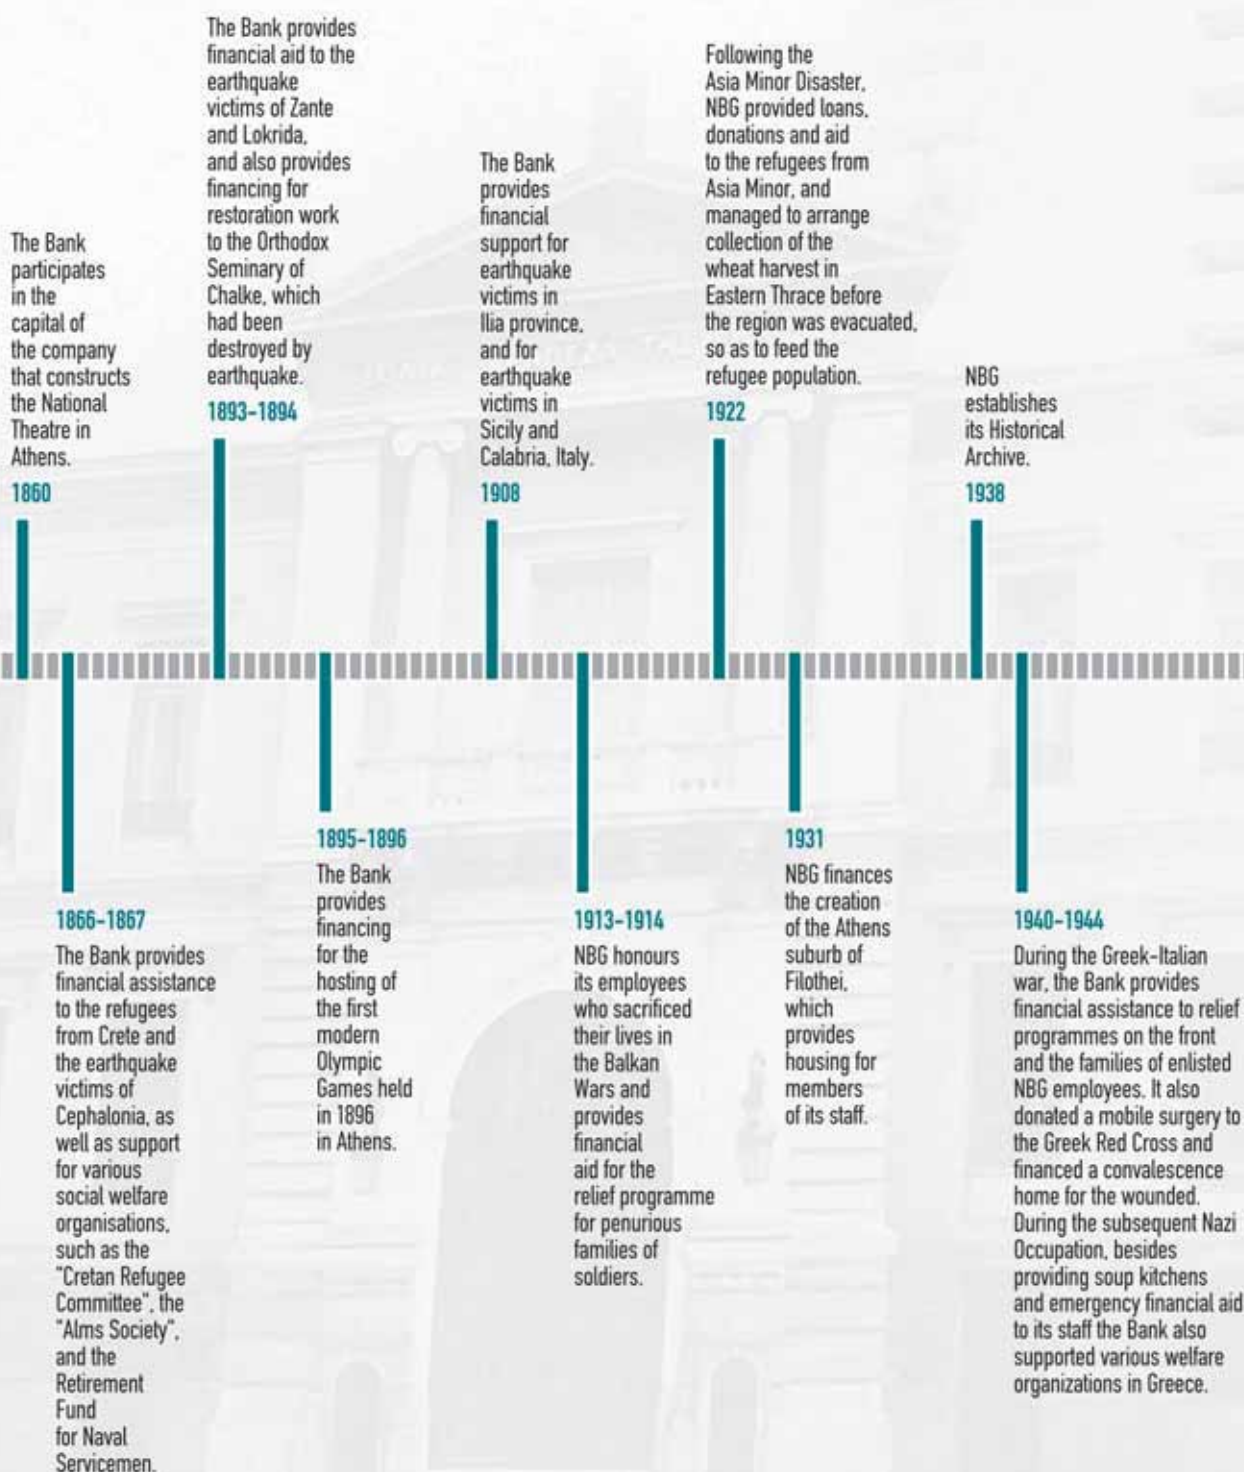 The Bank
participates
in the
capital of
the company
that constructs
the National
Theatre in
Athens.
1860
1866-1867
The Bank provides
financial assistance
to the refugees
from Crete and
the earthquake
victims of
Cephalonia, as
well as support
for various
social welfare
organisations,
such as the
"Cretan Refugee
Committee", the
"Alms Society",
and the
Retirement
Fund
for Naval
Servicemen.
The Bank provides
financial aid to the
earthquake
victims of Zante
and Lokrida,
and also provides
financing for
restoration work
to the Orthodox
Seminary of
Chalke, which
had been
destroyed by
earthquake.
1893-1894
1895-1896
The Bank
provides
financing
for the
hosting of
the first
modern
Olympic
Games held
in 1896
in Athens.
The Bank
provides
financial
support for
earthquake
victims in
Ilia province,
and for
earthquake
victims in
Sicily and
Calabria, Italy.
1908
1913-1914
NBG honours
its employees
who sacrificed
their lives in
the Balkan
Wars and
provides
financial
aid for the
relief programme
for penurious
families of
soldiers.
Following the
Asia Minor Disaster,
NBG provided loans,
donations and aid
to the refugees from
Asia Minor, and
managed to arrange
collection of the
wheat harvest in
Eastern Thrace before
the region was evacuated,
so as to feed the
refugee population.
1922
1931
NBG finances
the creation
of the Athens
suburb of
Filothei,
which
provides
housing for
members
of its staff.
NBG
establishes
its Historical
Archive.
1938
1940-1944
During the Greek-Italian
war, the Bank provides
financial assistance to relief
programmes on the front
and the families of enlisted
NBG employees. It also
donated a mobile surgery to
the Greek Red Cross and
financed a convalescence
home for the wounded.
During the subsequent Nazi
Occupation, besides
providing soup kitchens
and emergency financial aid
to its staff the Bank also
supported various welfare
organizations in Greece.